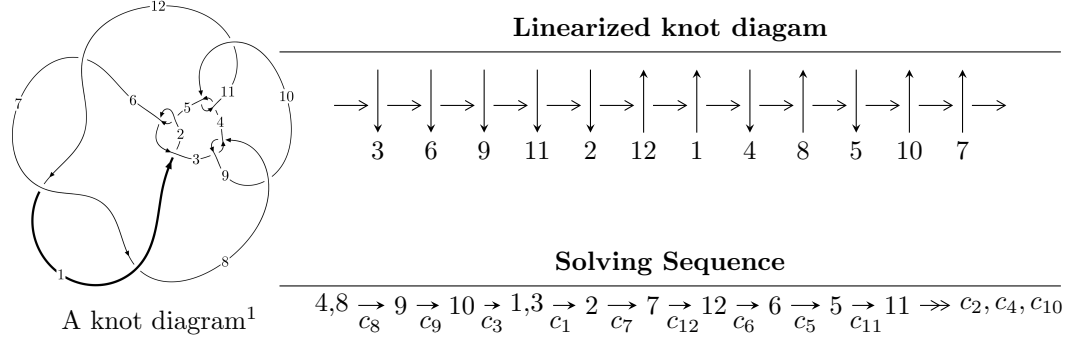 12
6
5
11
7
10
2
4
3
9
8
1
A knot diagram¹
Linearized knot diagram
3 6 9 11 2 12 1 4 8 5 10 7
Solving Sequence
4,8 → 9 → 10 → 1,3 → 2 → 7 → 12 → 6 → 5 → 11 ↠ c₂, c₄, c₁₀
c₈ c₉ c₃ c₁ c₇ c₁₂ c₆ c₅ c₁₁